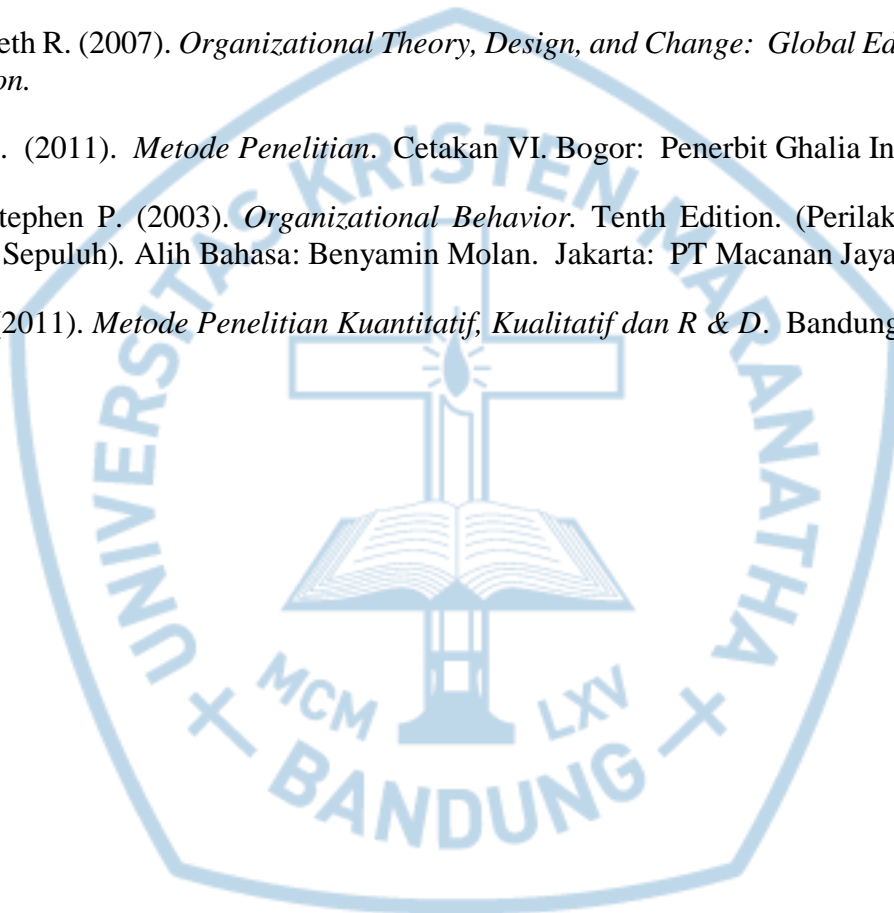 eth R. (2007). Organizational Theory, Design, and Change: Global Ed
on.
. (2011). Metode Penelitian. Cetakan VI. Bogor: Penerbit Ghalia In
tephen P. (2003). Organizational Behavior. Tenth Edition. (Perilak
Sepuluh). Alih Bahasa: Benyamin Molan. Jakarta: PT Macanan Jaya
2011). Metode Penelitian Kuantitatif, Kualitatif dan R & D. Bandung
UNIVERSITAS KRISTEN MARANATHA
MCM LXV
BANDUNG